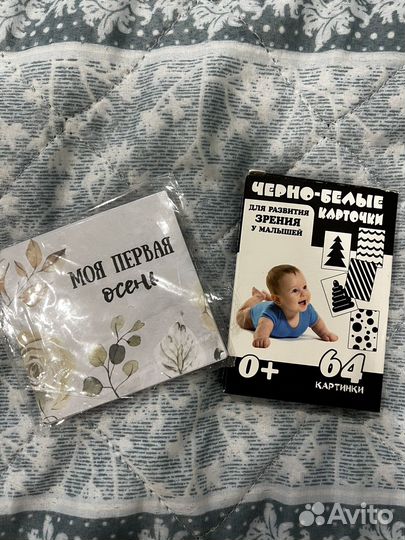 МОЯ ПЕРВАЯ
осень
ЧЕРНО-БЕЛЫЕ
КАРТОЧКИ
ДЛЯ РАЗВИТИЯ
ЗРЕНИЯ
У МАЛЫШЕЙ
0+
64
КАРТИНКИ
Avito